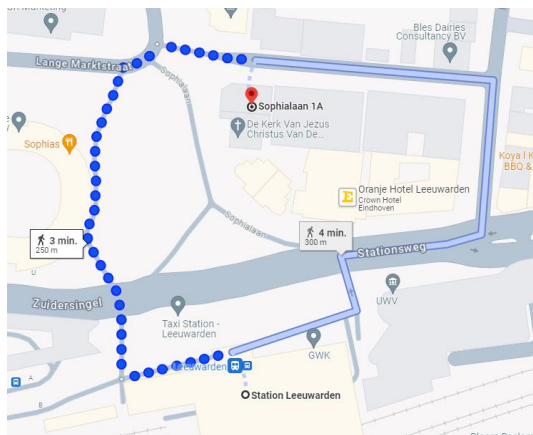 Bles Dennies
Consultancy BV
Lange Marktstraat
Sophialaan
Sophialaan 1A
De Kerk Van Jezus
Christus Van De...
Sophias
Koya I K
BBQ &
Oranje Hotel Leeuwarden
Crown Hotel
Eindhoven
3 min.
250 m
4 min.
300 m
Sophialaan
Stationsweg
U
Zuidersingel
UWV
Taxi Station -
Leeuwarden
GWK
Leeuwarden
A
B
Station Leeuwarden